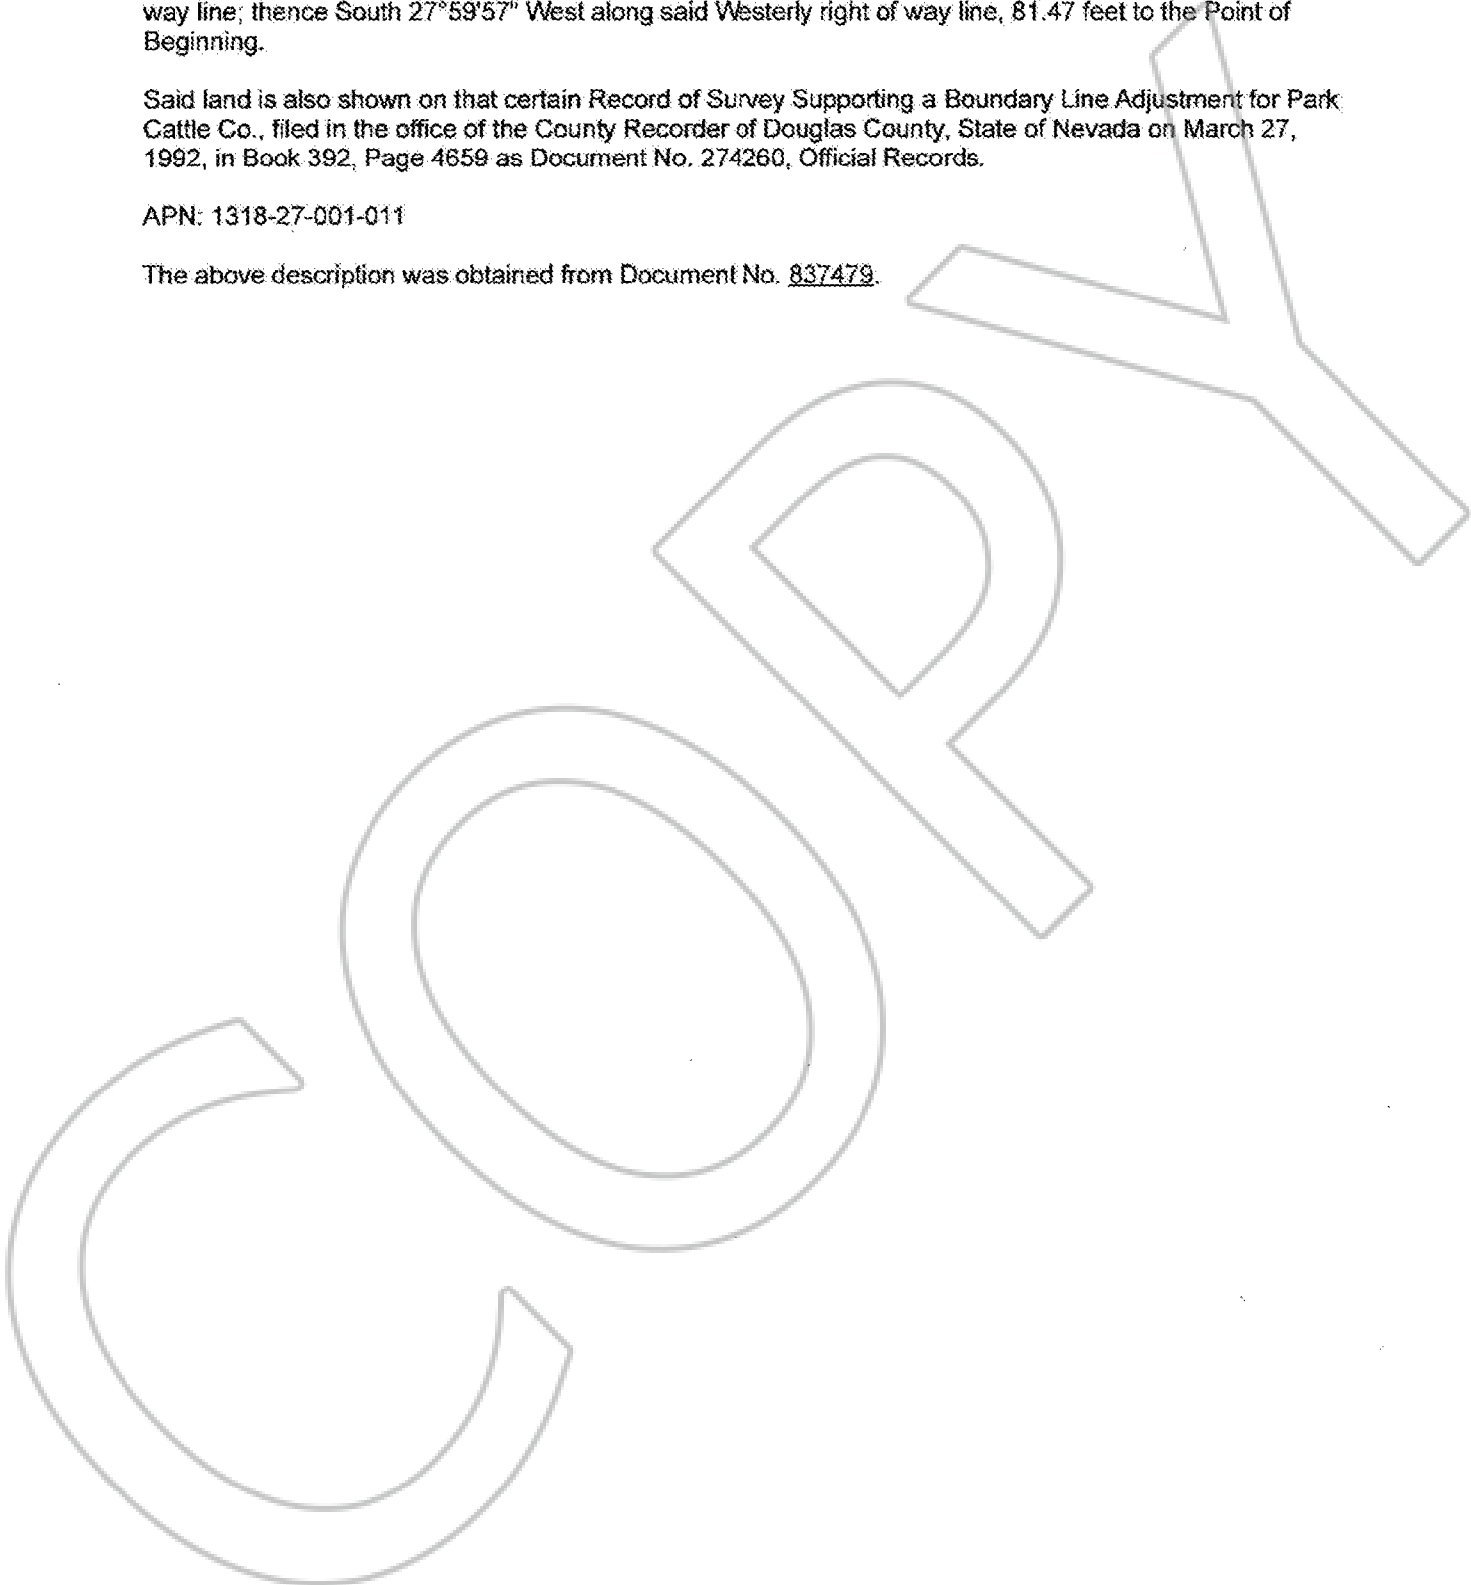 way line; thence South 27°59'57" West along said Westerly right of way line, 81.47 feet to the Point of
Beginning.
Said land is also shown on that certain Record of Survey Supporting a Boundary Line Adjustment for Park
Cattle Co., filed in the office of the County Recorder of Douglas County, State of Nevada on March 27,
1992, in Book 392, Page 4659 as Document No. 274260, Official Records.
APN: 1318-27-001-011
The above description was obtained from Document No. 837479.
COPY